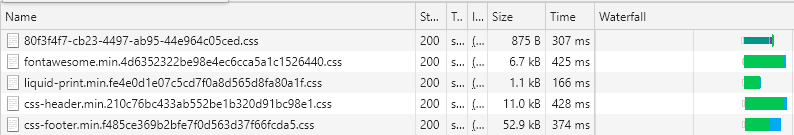 Name St... T... I... Size Time Waterfall
80f3f4f7-cb23-4497-ab95-44e964c05ced.css 200 s... (... 875 B 307 ms
fontawesome.min.4d6352322be98e4ec6cca5a1c1526440.css 200 s... (... 6.7 kB 425 ms
liquid-print.min.fe4e0d1e07c5cd7f0a8d565d8fa80a1f.css 200 s... (... 1.1 kB 166 ms
css-header.min.210c76bc433ab552be1b320d91bc98e1.css 200 s... (... 11.0 kB 428 ms
css-footer.min.f485ce369b2bfe7f0d563d37f66fcda5.css 200 s... (... 52.9 kB 374 ms